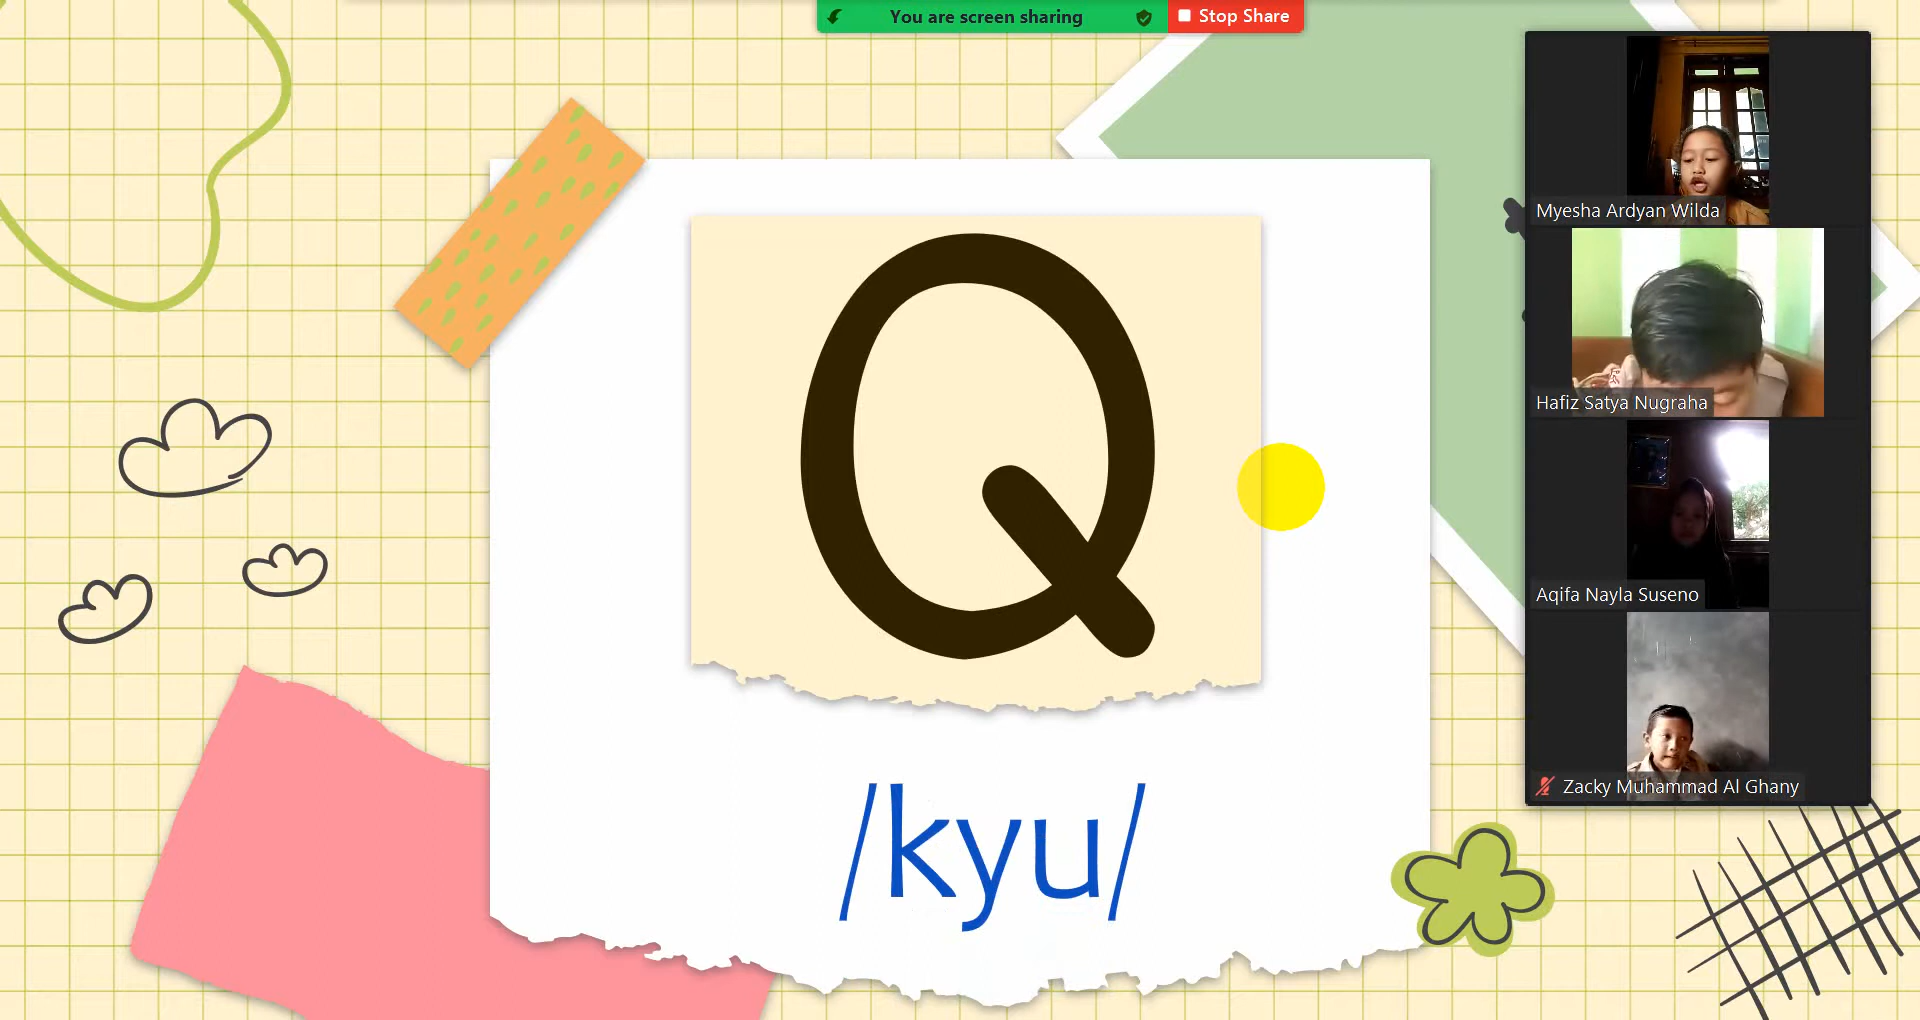 You are screen sharing
Stop Share
Q
/kyu/
Myesha Ardyan Wilda
Hafiz Satya Nugraha
Aqifa Nayla Suseno
Zacky Muhammad Al Ghany